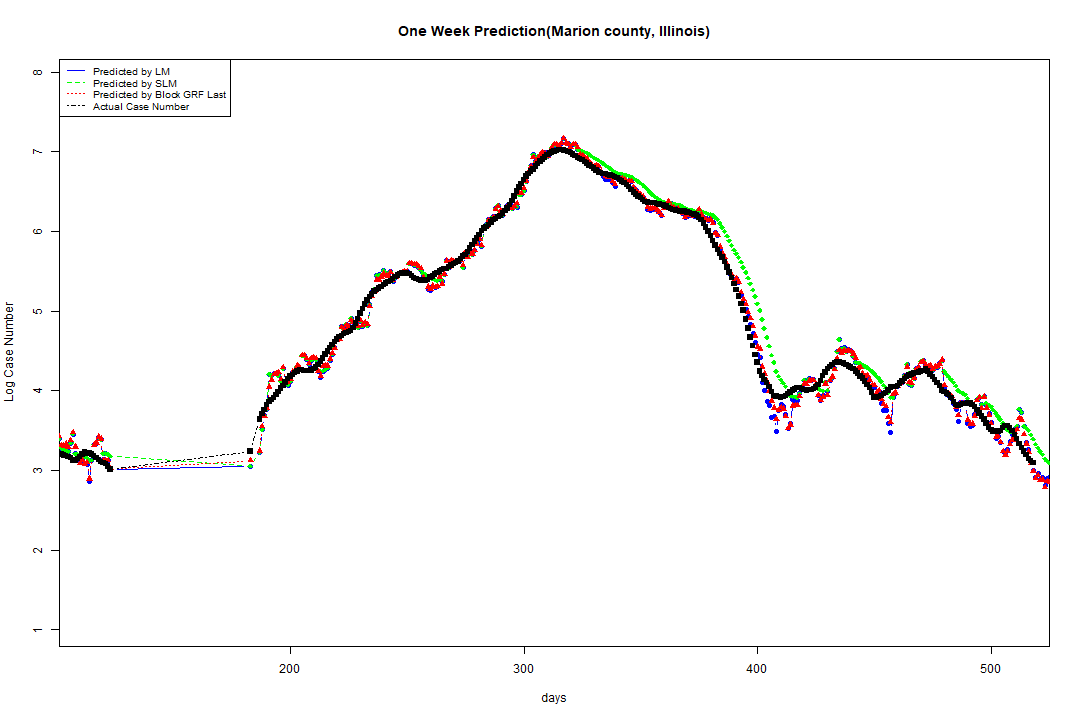 One Week Prediction(Marion county, Illinois)
Predicted by LM
Predicted by SLM
Predicted by Block GRF Last
Actual Case Number
8
7
6
5
4
3
2
1
Log Case Number
200 300 400 500
days